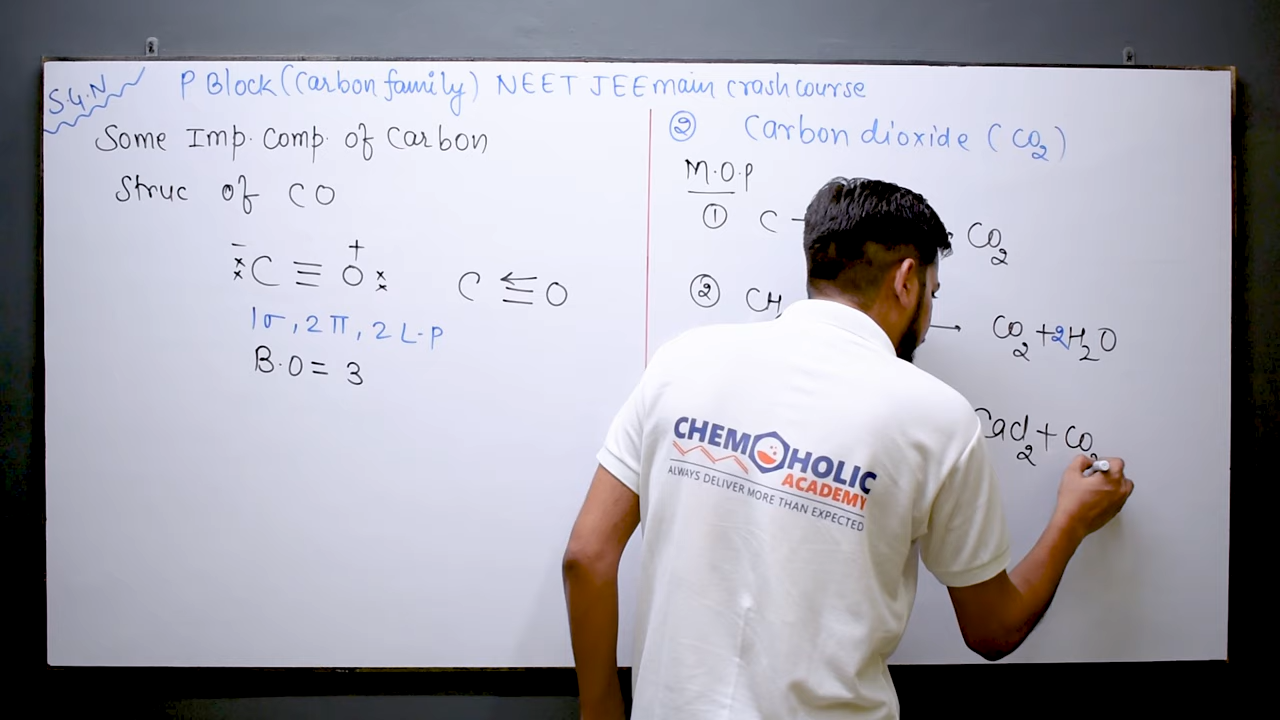 S.G.N
P Block (Carbon family) NEET JEE main crash course
Some Imp. Comp. of Carbon
Struc of CO
− +
×× C ≡ O ××
C ≡ O
1σ, 2π, 2 L.P
B.O = 3
② Carbon dioxide (CO₂)
M.O.P
① C CO₂
② CH → CO₂ + 2H₂O
CaCl₂ + CO₂
CHEMOHOLIC
ACADEMY
ALWAYS DELIVER MORE THAN EXPECTED